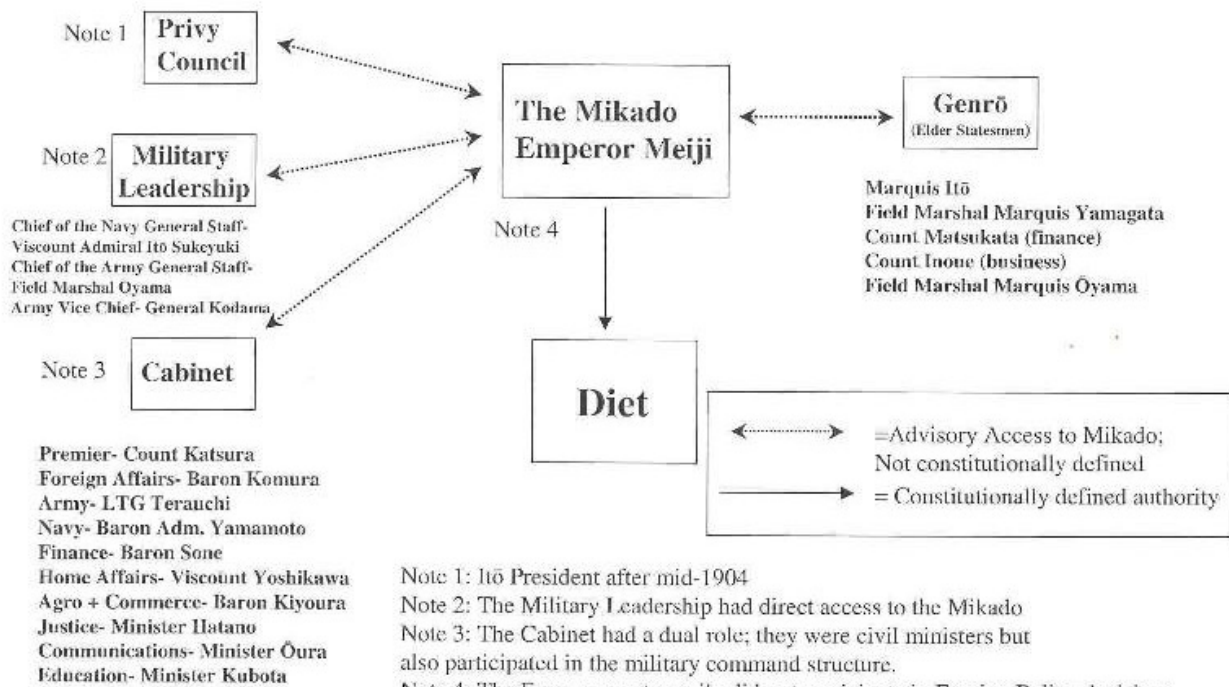 Note 1
Privy
Council
The Mikado
Emperor Meiji
Genrō
(Elder Statesmen)
Note 2
Military
Leadership
Chief of the Navy General Staff-
Viscount Admiral Itō Sukeyuki
Chief of the Army General Staff-
Field Marshal Oyama
Army Vice Chief- General Kodama
Marquis Itō
Field Marshal Marquis Yamagata
Count Matsukata (finance)
Count Inoue (business)
Field Marshal Marquis Ōyama
Note 4
Note 3
Cabinet
Diet
=Advisory Access to Mikado;
Not constitutionally defined
= Constitutionally defined authority
Premier- Count Katsura
Foreign Affairs- Baron Komura
Army- LTG Terauchi
Navy- Baron Adm. Yamamoto
Finance- Baron Sone
Home Affairs- Viscount Yoshikawa
Agro + Commerce- Baron Kiyoura
Justice- Minister Hatano
Communications- Minister Ōura
Education- Minister Kubota
Note 1: Itō President after mid-1904
Note 2: The Military Leadership had direct access to the Mikado
Note 3: The Cabinet had a dual role; they were civil ministers but
also participated in the military command structure.